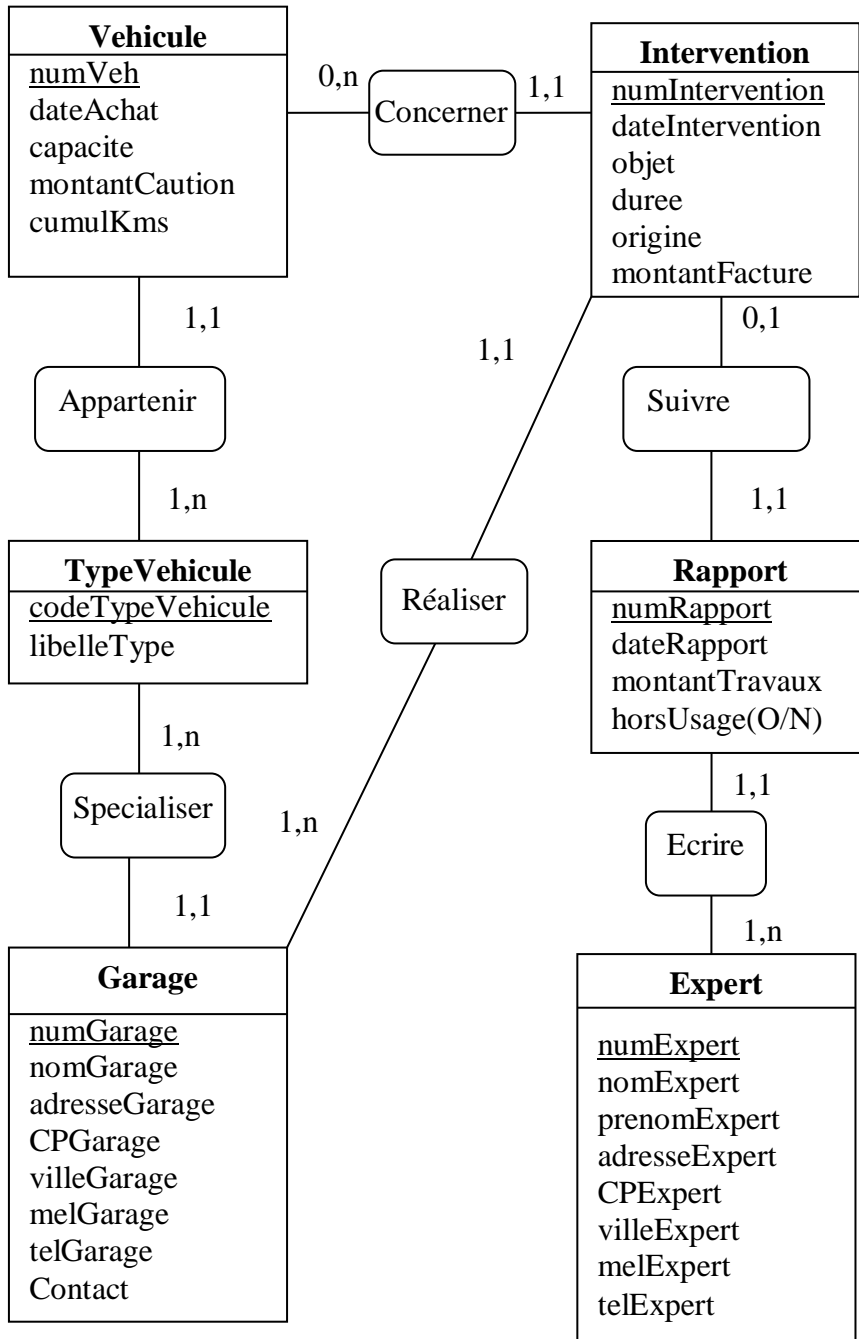 Vehicule
numVeh
dateAchat
capacite
montantCaution
cumulKms
0,n
Concerner
1,1
Intervention
numIntervention
dateIntervention
objet
duree
origine
montantFacture
1,1
Appartenir
1,n
1,1
Réaliser
1,n
0,1
Suivre
1,1
TypeVehicule
codeTypeVehicule
libelleType
1,n
Specialiser
1,1
Rapport
numRapport
dateRapport
montantTravaux
horsUsage(O/N)
1,1
Ecrire
1,n
Garage
numGarage
nomGarage
adresseGarage
CPGarage
villeGarage
melGarage
telGarage
Contact
Expert
numExpert
nomExpert
prenomExpert
adresseExpert
CPExpert
villeExpert
melExpert
telExpert